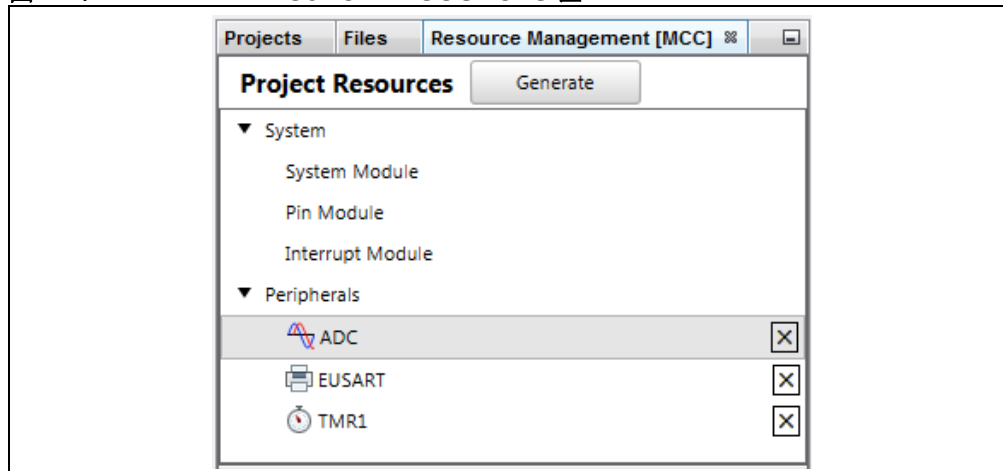 Projects Files Resource Management [MCC]
Project Resources Generate
System
System Module
Pin Module
Interrupt Module
Peripherals
ADC
EUSART
TMR1